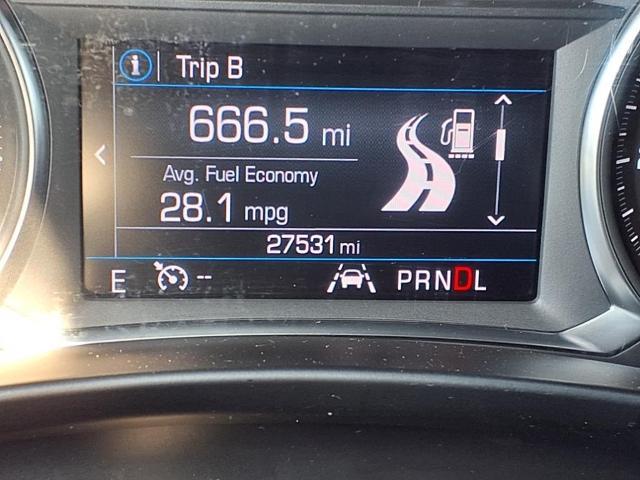 i Trip B
666.5 mi
Avg. Fuel Economy
28.1 mpg
27531 mi
E -- PRNDL